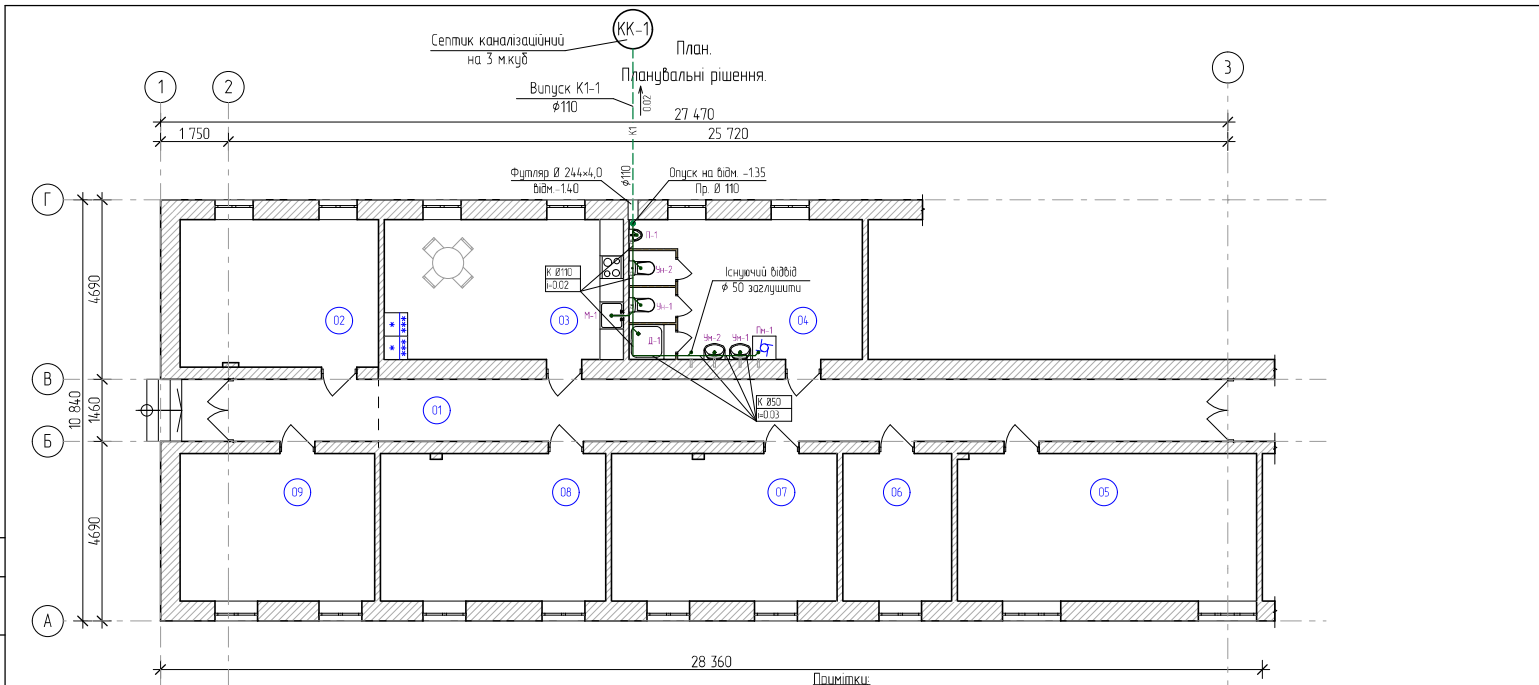 КК-1
Септик каналізаційний
на 3 м.куб
План.
Планувальні рішення.
1
2
3
Випуск К1-1
ϕ110
0.02
27 470
1 750
25 720
К1
ϕ110
Футляр Ø 244×4,0
відм.-1.40
Опуск на відм. -1.35
Пр. Ø 110
Г
П-1
Ун-2
К Ø110
i=0.02
Існуючий відвід
ϕ 50 заглушити
4690
Ун-1
02
03
М-1
04
Д-1
Ум-2
Ум-1
Пм-1
* ***
* ***
В
10 840
1460
01
К Ø50
i=0.03
Б
09
08
07
06
05
4690
А
28 360
Примітки: